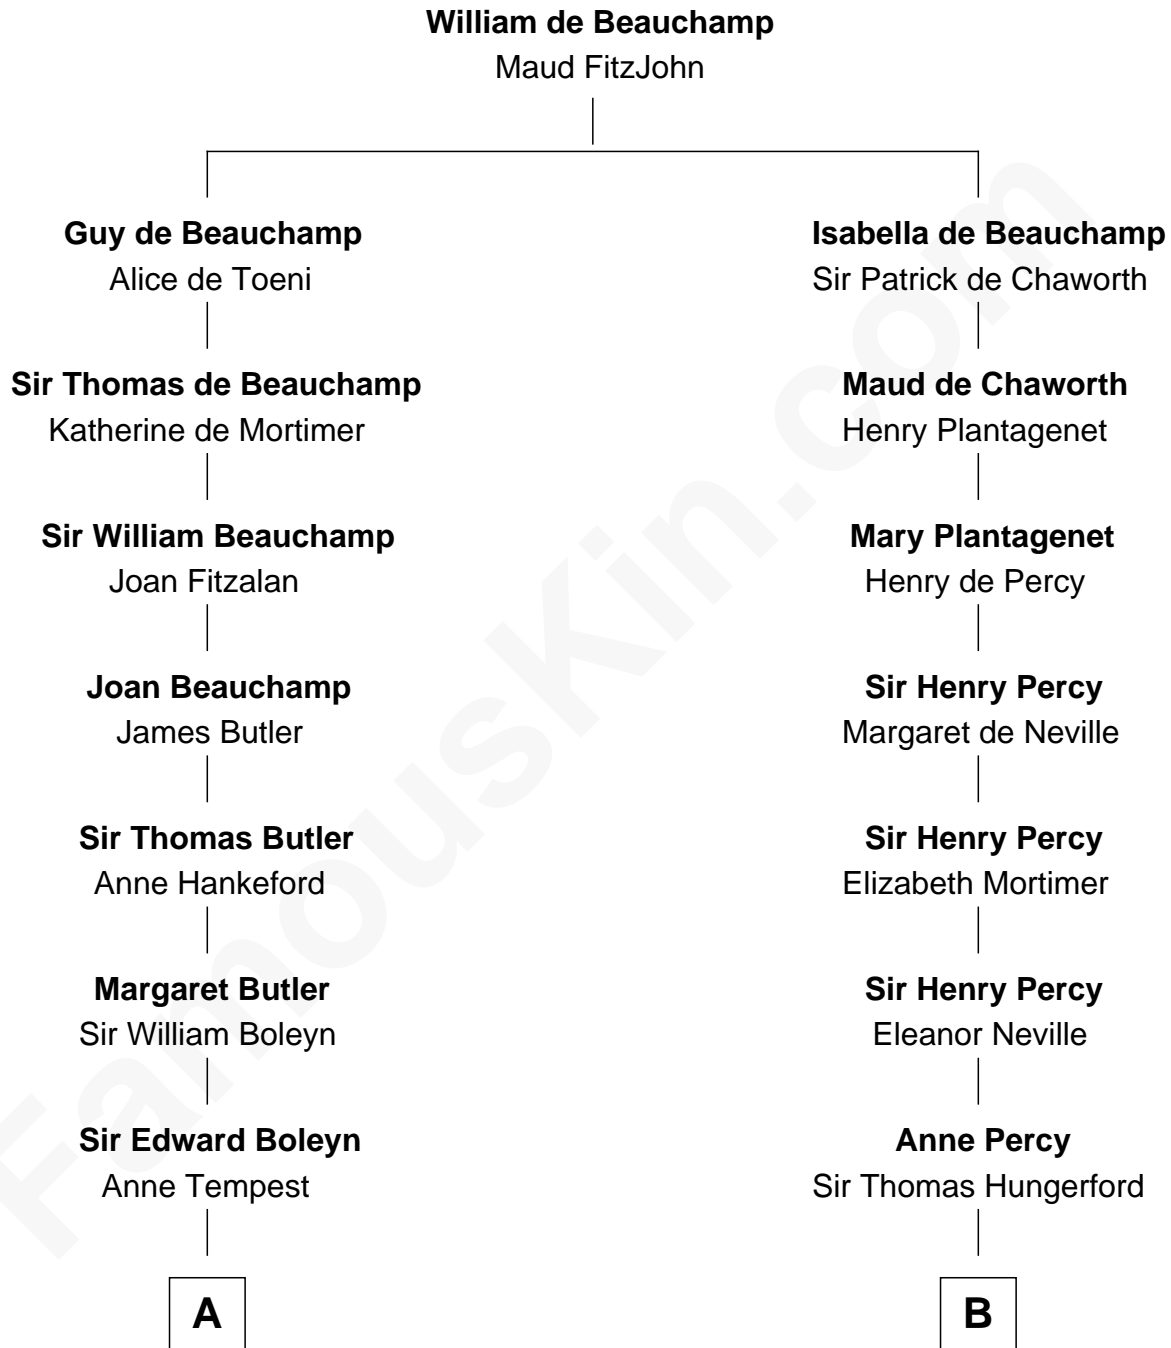 William de Beauchamp
Maud FitzJohn
Guy de Beauchamp
Alice de Toeni
Isabella de Beauchamp
Sir Patrick de Chaworth
Sir Thomas de Beauchamp
Katherine de Mortimer
Maud de Chaworth
Henry Plantagenet
Sir William Beauchamp
Joan Fitzalan
Mary Plantagenet
Henry de Percy
Joan Beauchamp
James Butler
Sir Henry Percy
Margaret de Neville
Sir Thomas Butler
Anne Hankeford
Sir Henry Percy
Elizabeth Mortimer
Margaret Butler
Sir William Boleyn
Sir Henry Percy
Eleanor Neville
Sir Edward Boleyn
Anne Tempest
Anne Percy
Sir Thomas Hungerford
A
B
FamousKin.com